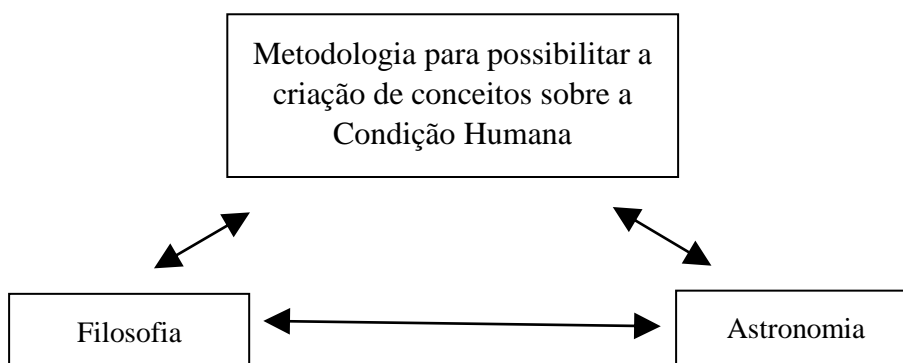 Metodologia para possibilitar a
criação de conceitos sobre a
Condição Humana
Filosofia
Astronomia